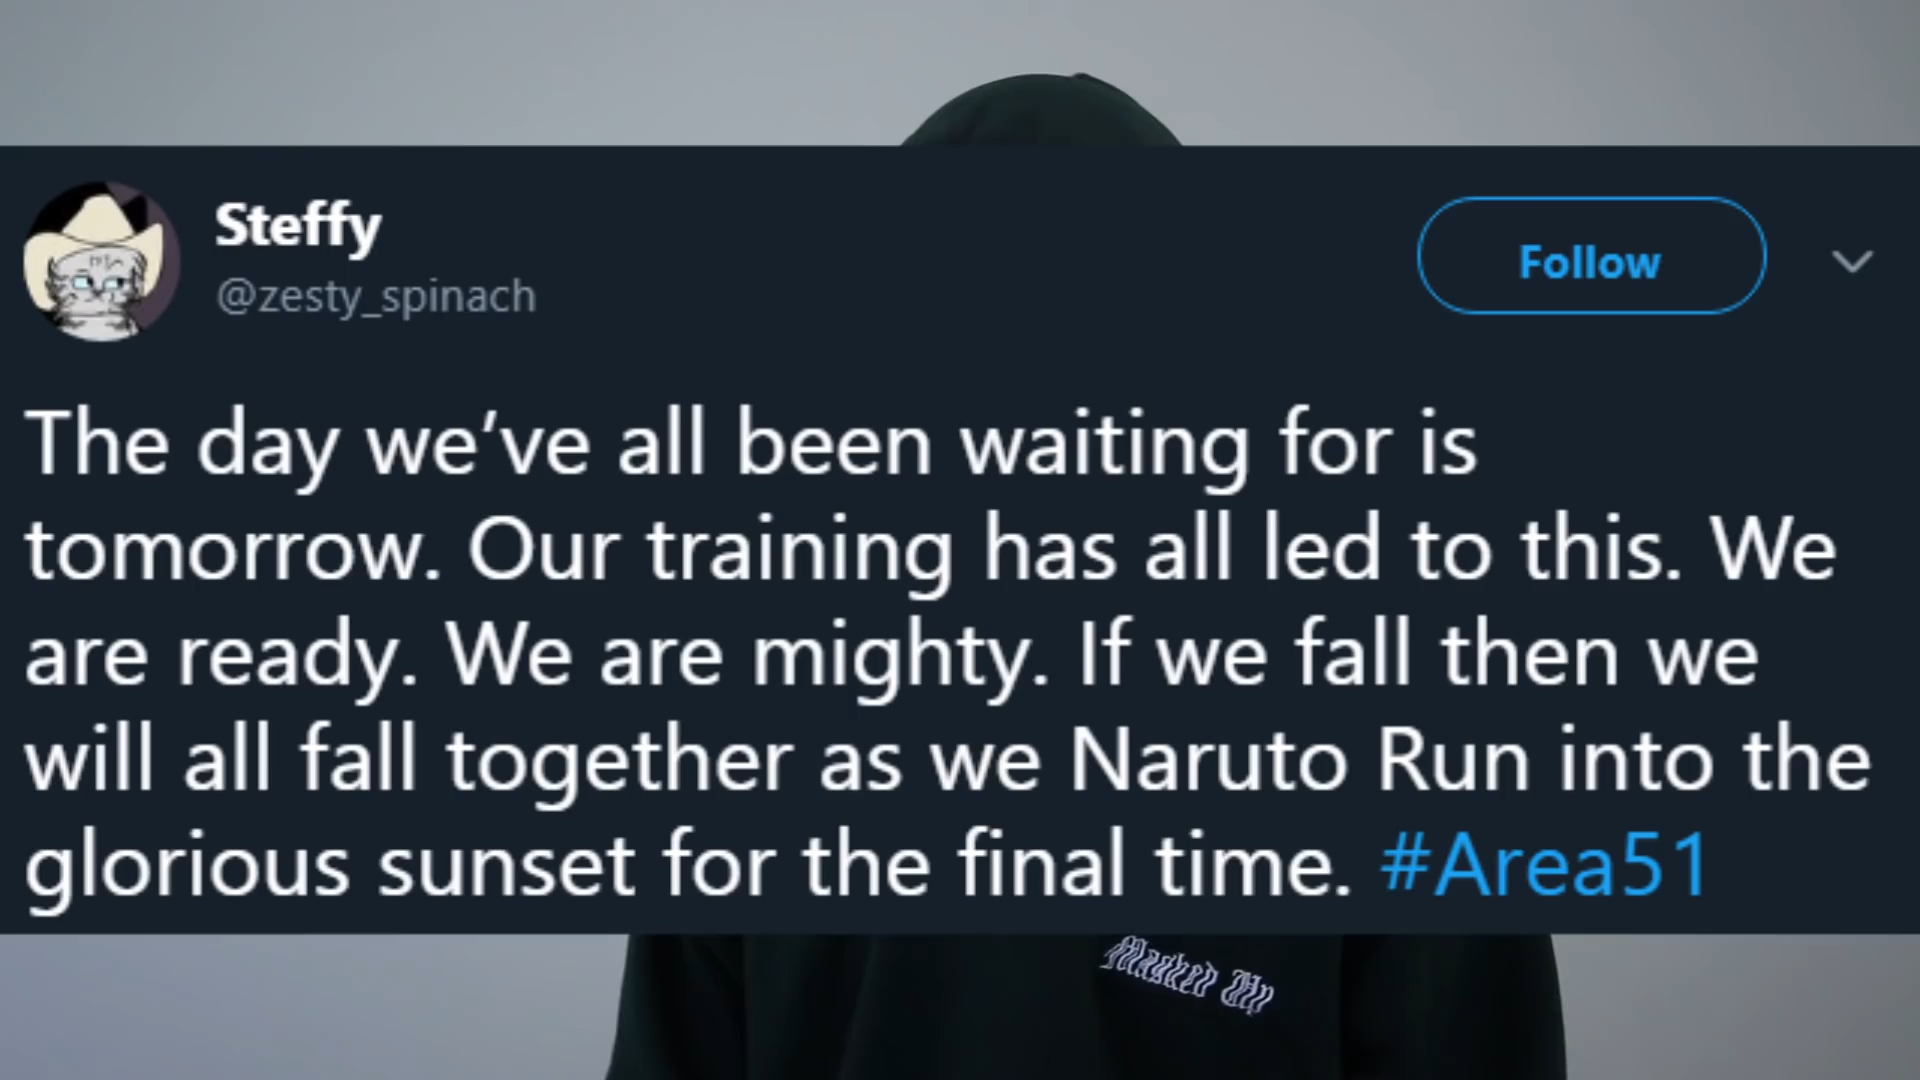 Steffy
@zesty_spinach
Follow
The day we’ve all been waiting for is
tomorrow. Our training has all led to this. We
are ready. We are mighty. If we fall then we
will all fall together as we Naruto Run into the
glorious sunset for the final time. #Area51
Masked Up